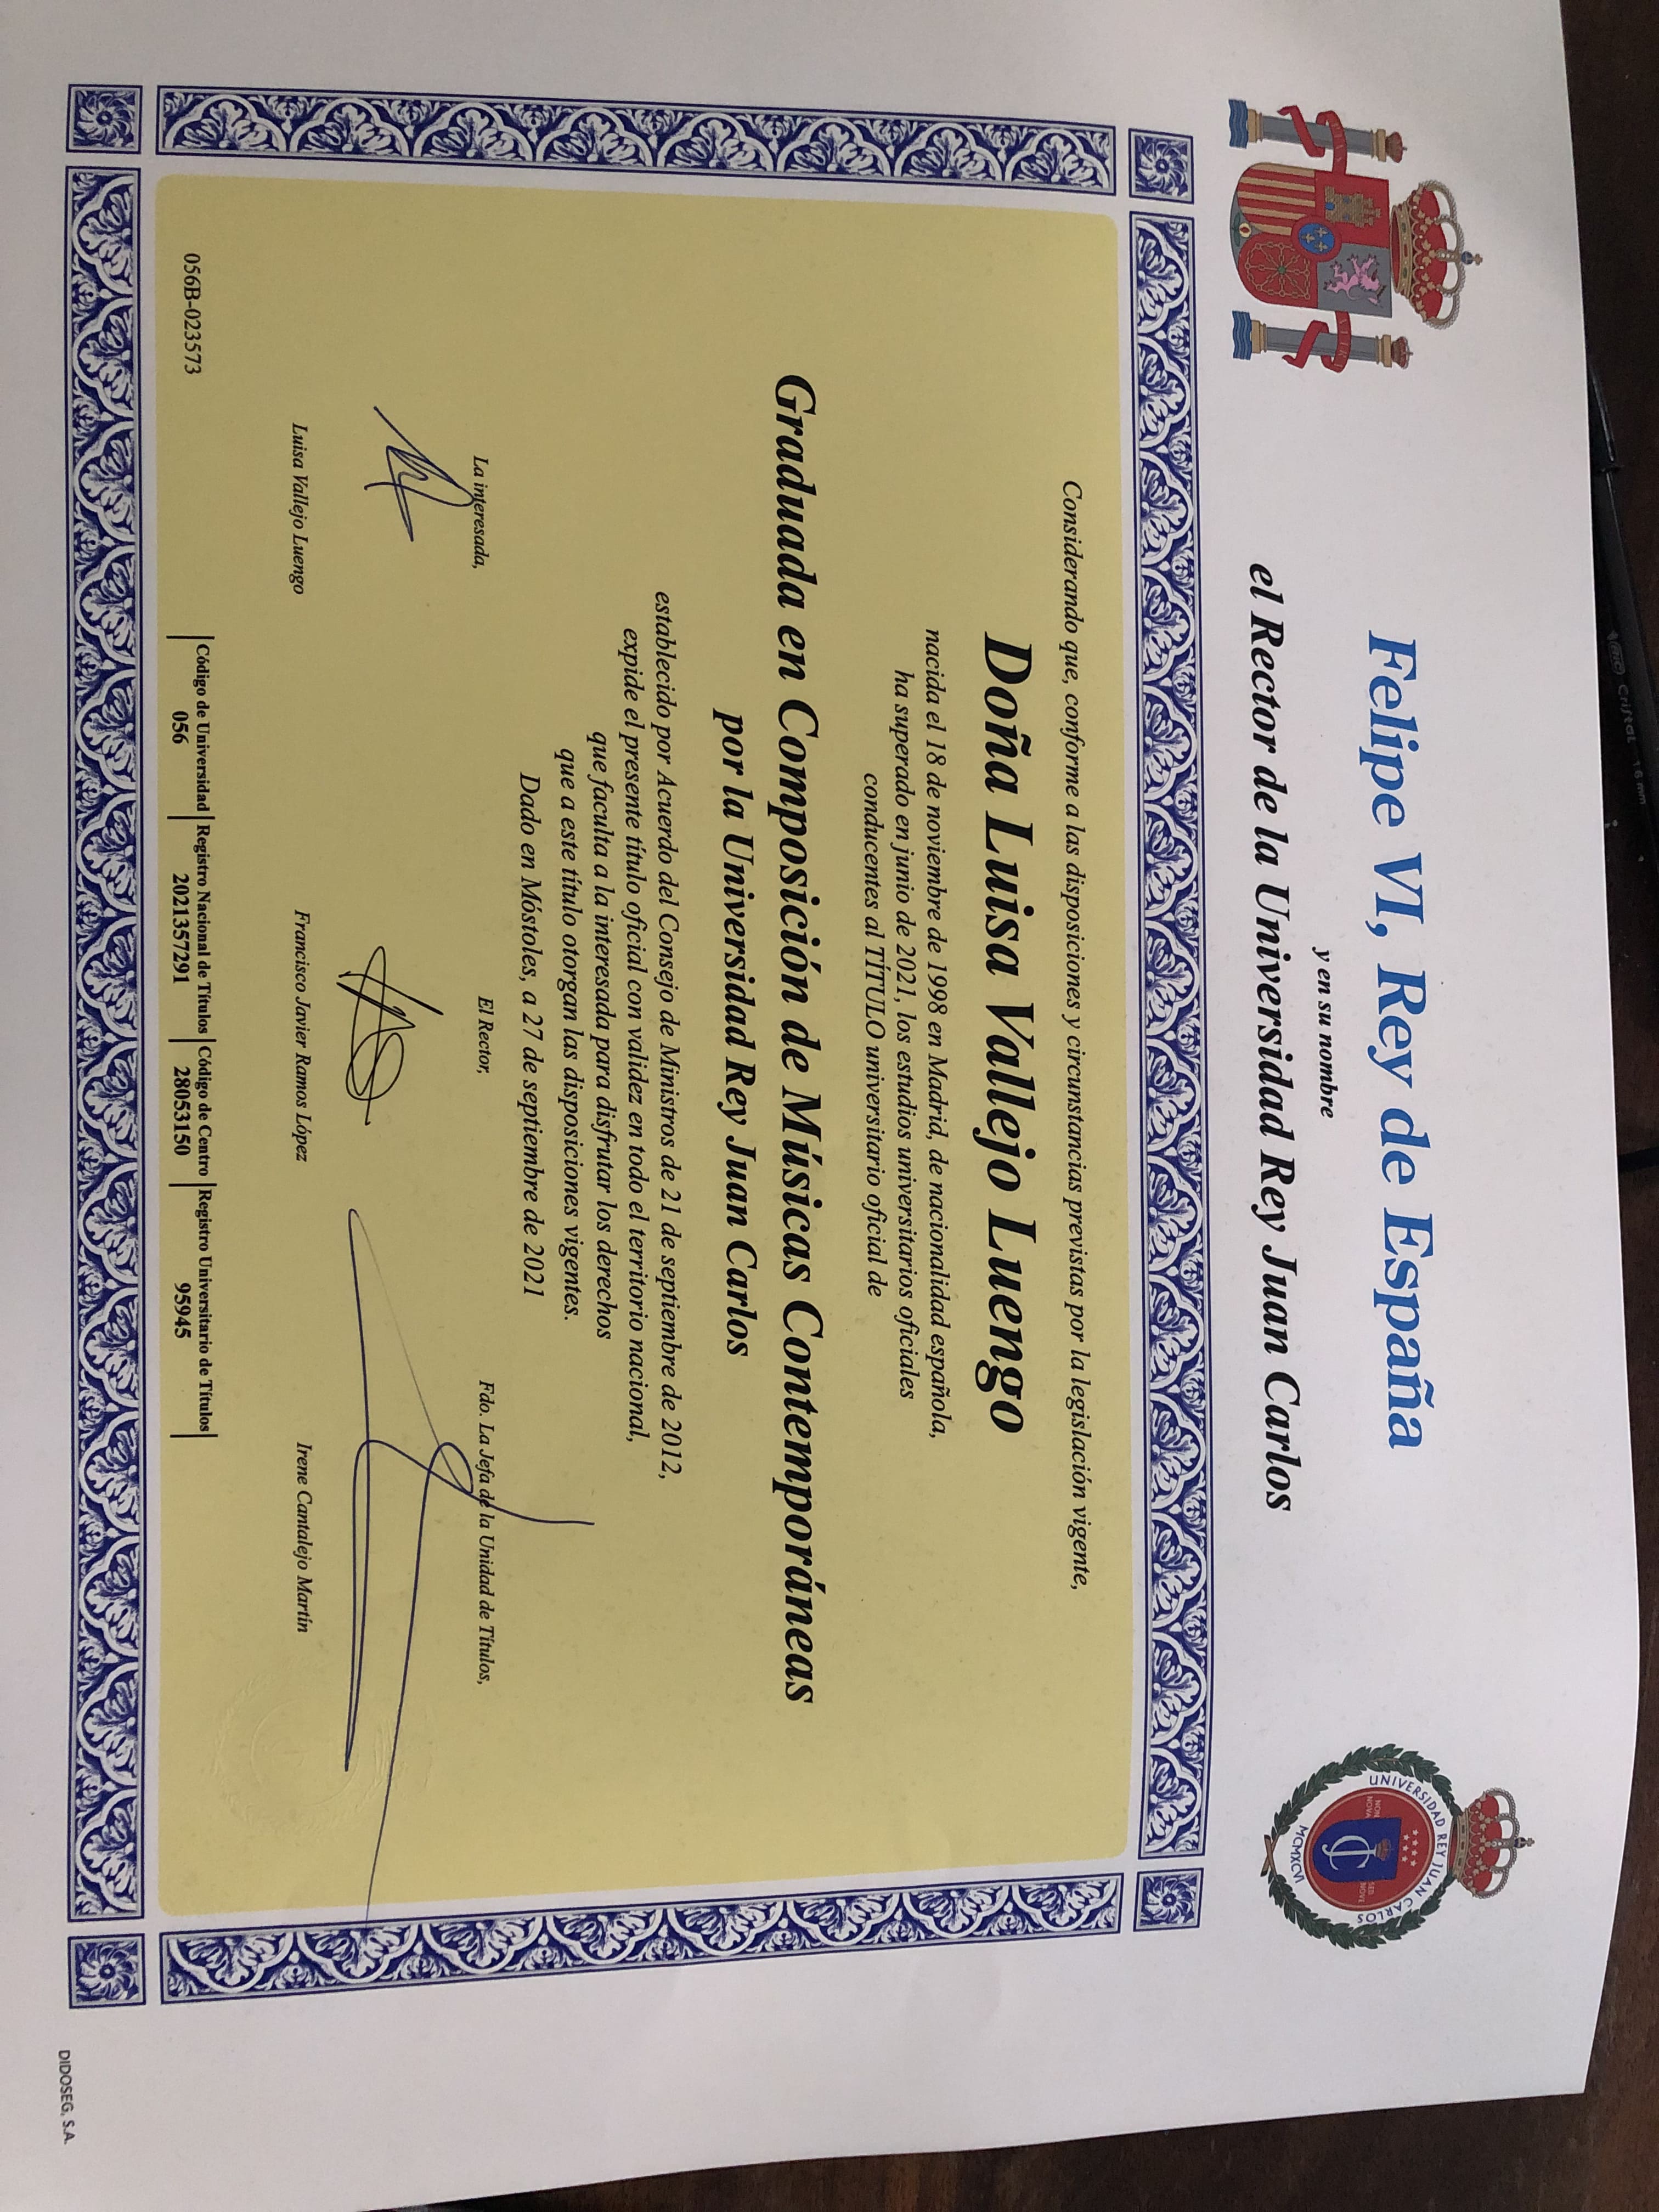 Felipe VI, Rey de España
y en su nombre
el Rector de la Universidad Rey Juan Carlos
UNIVERSIDAD REY JUAN CARLOS
MCMXCVI
NON NOVA
SED NOVE
Considerando que, conforme a las disposiciones y circunstancias previstas por la legislación vigente,
Doña Luisa Vallejo Luengo
nacida el 18 de noviembre de 1998 en Madrid, de nacionalidad española,
ha superado en junio de 2021, los estudios universitarios oficiales
conducentes al TÍTULO universitario oficial de
Graduada en Composición de Músicas Contemporáneas
por la Universidad Rey Juan Carlos
establecido por Acuerdo del Consejo de Ministros de 21 de septiembre de 2012,
expide el presente título oficial con validez en todo el territorio nacional,
que faculta a la interesada para disfrutar los derechos
que a este título otorgan las disposiciones vigentes.
Dado en Móstoles, a 27 de septiembre de 2021
La interesada,
El Rector,
Fdo. La Jefa de la Unidad de Títulos,
Luisa Vallejo Luengo
Francisco Javier Ramos López
Irene Cantalejo Martín
056B-023573
Código de Universidad
056
Registro Nacional de Títulos
2021357291
Código de Centro
28053150
Registro Universitario de Títulos
95945
DIDOSEG, S.A.
BIC Cristal 1.6 mm